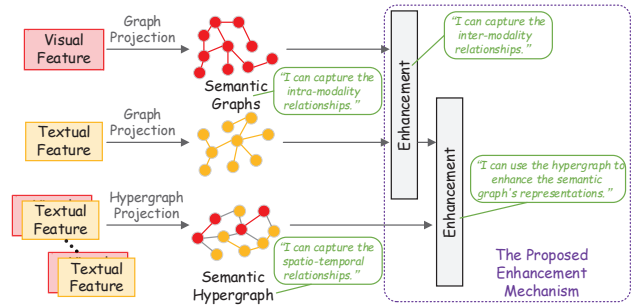 Visual
Feature
Graph
Projection
Semantic
Graphs
"I can capture the
intra-modality
relationships."
Enhancement
"I can capture the
inter-modality
relationships."
Textual
Feature
Graph
Projection
Enhancement
"I can use the hypergraph to
enhance the semantic
graph's representations."
Textual
Feature
Textual
Feature
Hypergraph
Projection
Semantic
Hypergraph
"I can capture the
spatio-temporal
relationships."
The Proposed
Enhancement
Mechanism